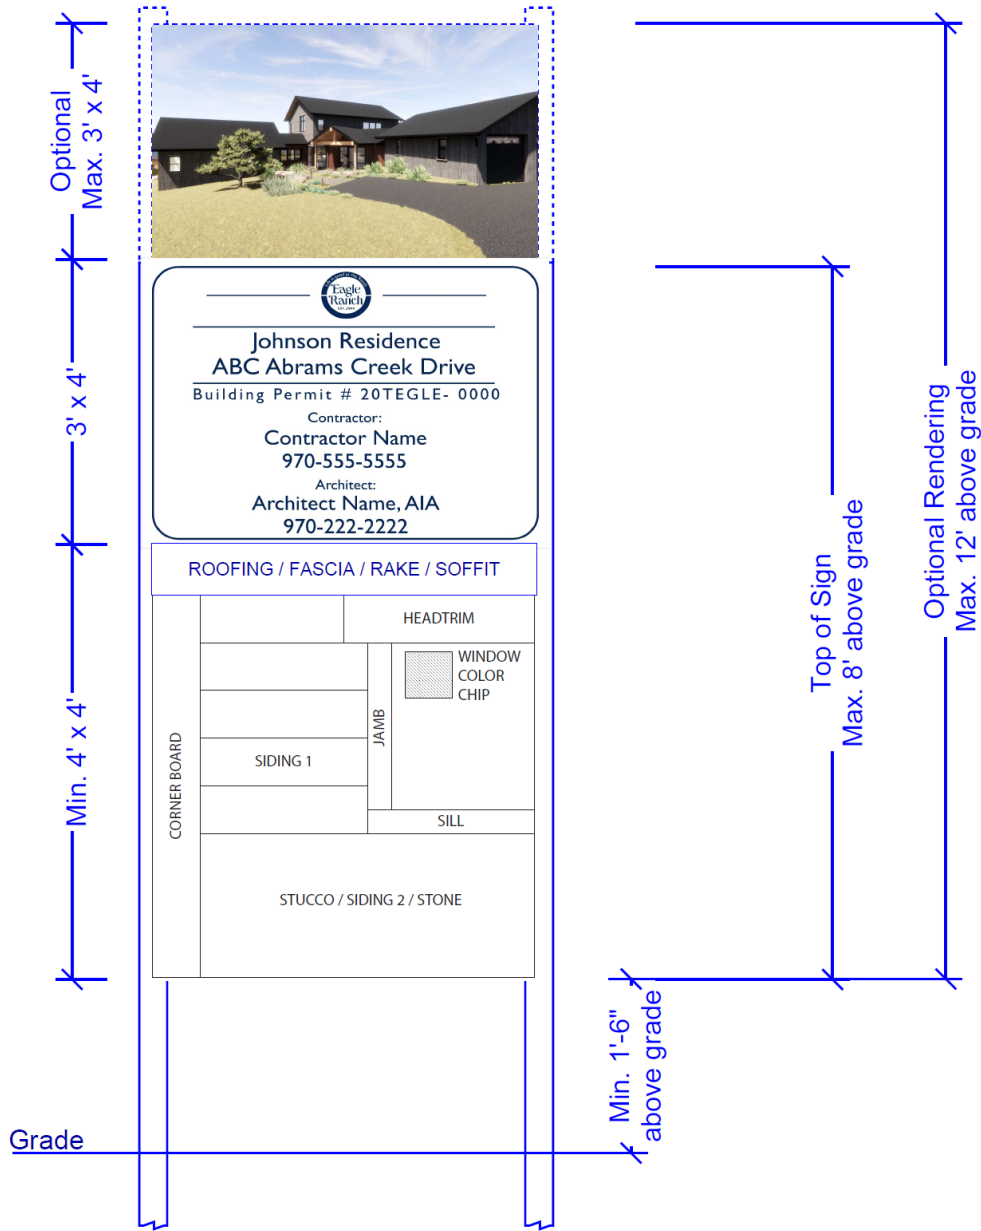 Optional
Max. 3' x 4'
Eagle
Ranch
Johnson Residence
ABC Abrams Creek Drive
Building Permit # 20TEGLE- 0000
Contractor:
Contractor Name
970-555-5555
Architect:
Architect Name, AIA
970-222-2222
3' x 4'
ROOFING / FASCIA / RAKE / SOFFIT
HEADTRIM
WINDOW
COLOR
CHIP
JAMB
SIDING 1
CORNER BOARD
SILL
STUCCO / SIDING 2 / STONE
Min. 4' x 4'
Top of Sign
Max. 8' above grade
Optional Rendering
Max. 12' above grade
Min. 1'-6"
above grade
Grade